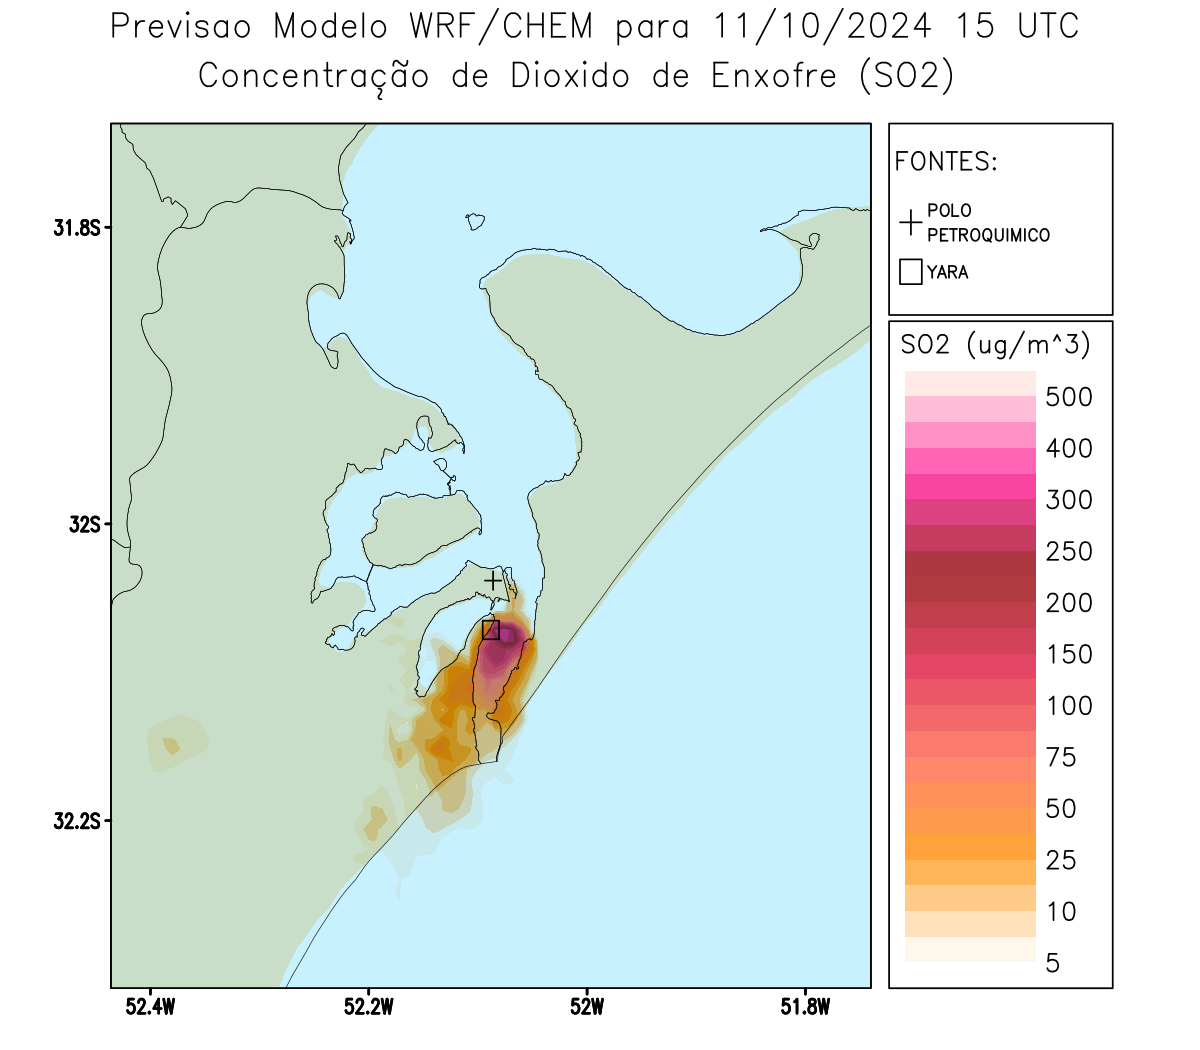 Previsao Modelo WRF/CHEM para 11/10/2024 15 UTC
Concentração de Dioxido de Enxofre (SO2)
FONTES:
POLO
PETROQUIMICO
YARA
SO2 (ug/m^3)
500
400
300
250
200
150
100
75
50
25
10
5
31.8S
32S
32.2S
52.4W
52.2W
52W
51.8W